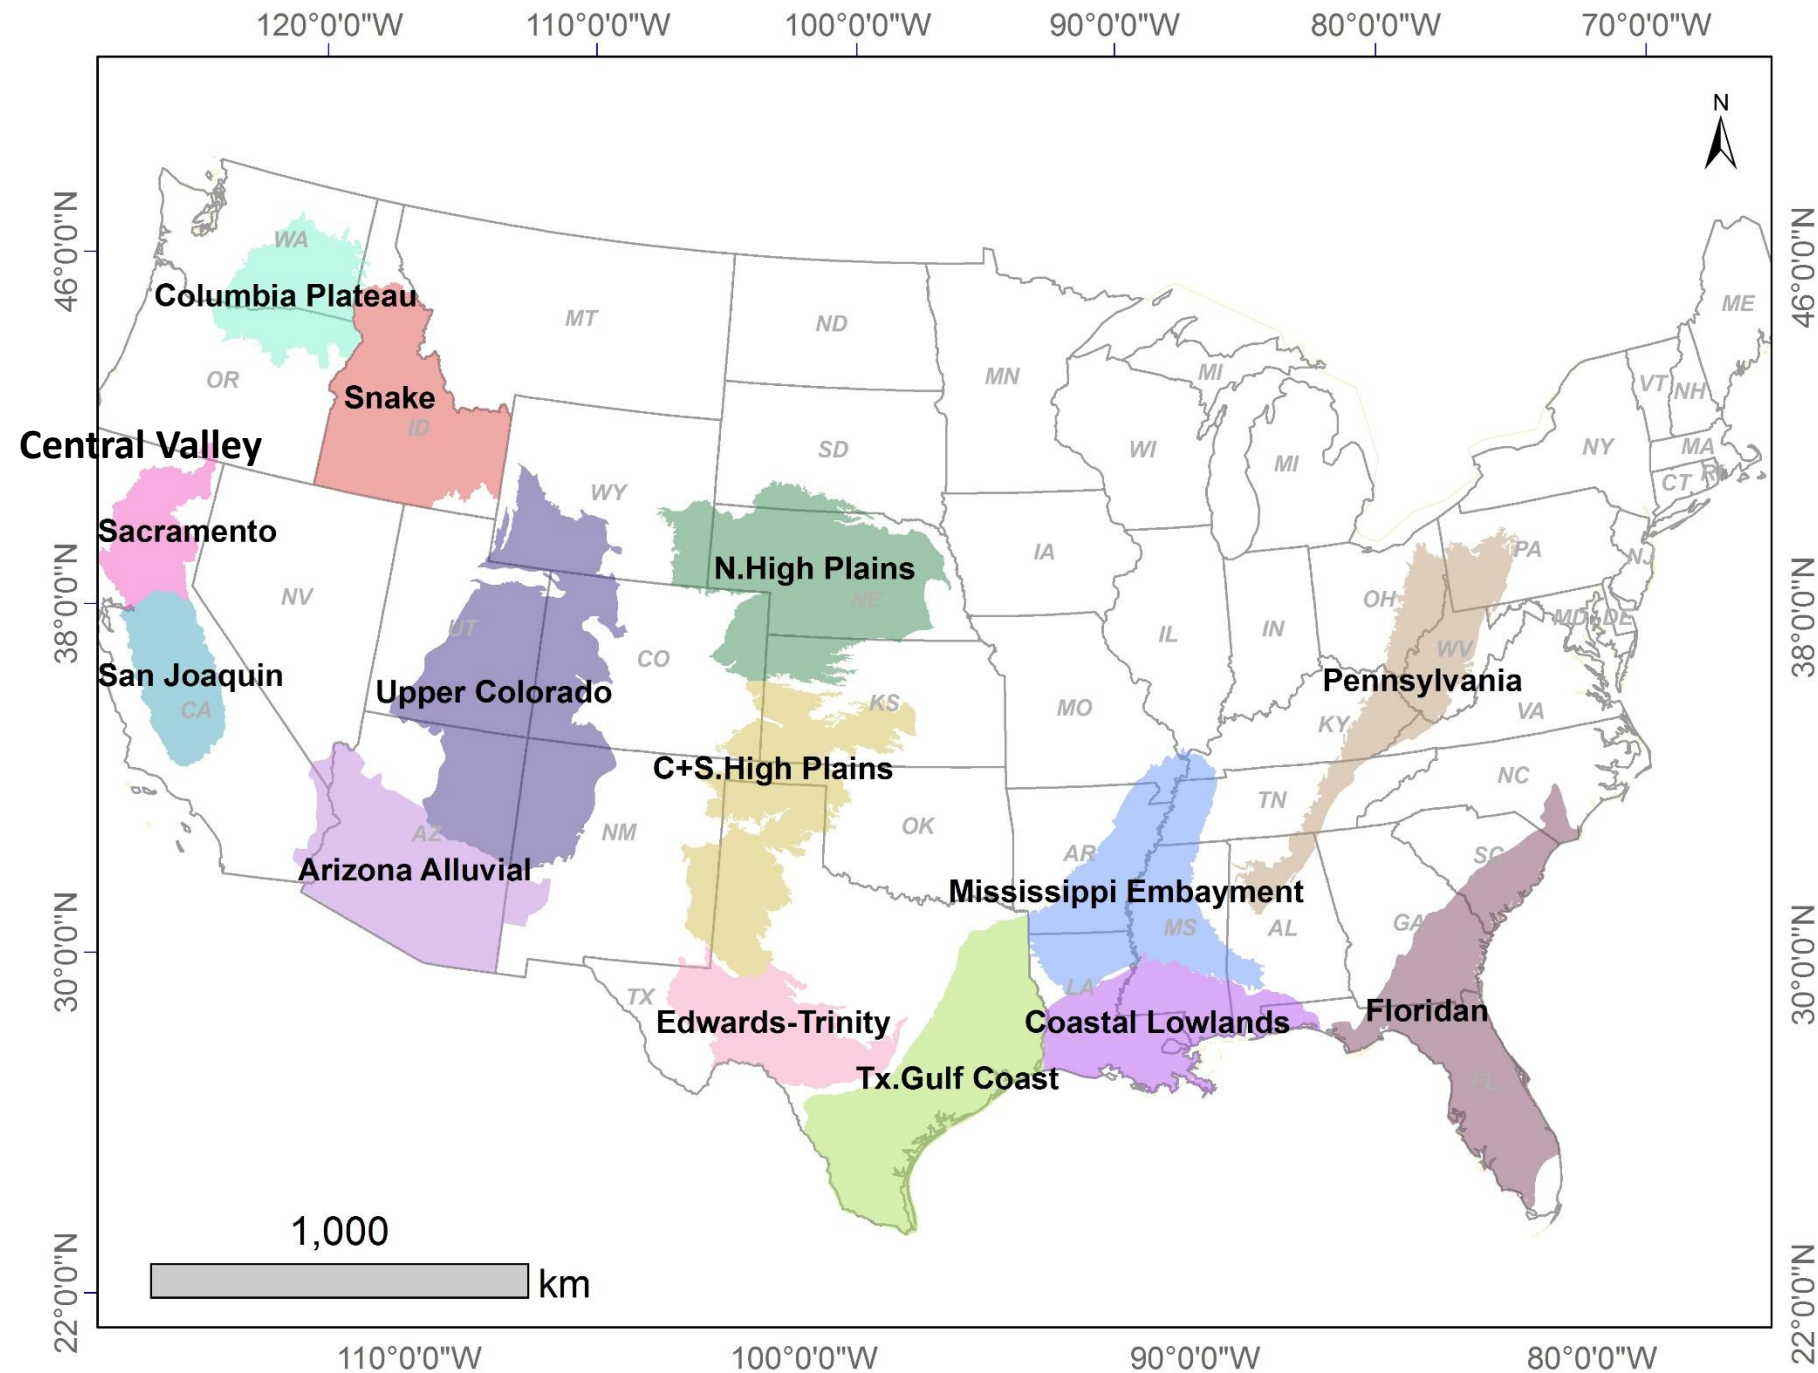 120°0'0"W 110°0'0"W 100°0'0"W 90°0'0"W 80°0'0"W 70°0'0"W
N
46°0'0"N
46°0'0"N
WA
Columbia Plateau
MT
ND
ME
OR
Snake
ID
MN
MI
VT
NH
Central Valley
SD
WI
MI
NY
MA
CT
RI
WY
Sacramento
IA
PA
NJ
N.High Plains
NE
38°0'0"N
38°0'0"N
NV
UT
CO
IL
IN
OH
MD
DE
WV
San Joaquin
CA
Upper Colorado
KS
MO
KY
Pennsylvania
VA
C+S.High Plains
NC
TN
AZ
NM
OK
AR
SC
Arizona Alluvial
Mississippi Embayment
MS
AL
GA
30°0'0"N
30°0'0"N
TX
LA
Edwards-Trinity
Coastal Lowlands
Floridan
Tx.Gulf Coast
FL
1,000
km
22°0'0"N
22°0'0"N
110°0'0"W 100°0'0"W 90°0'0"W 80°0'0"W